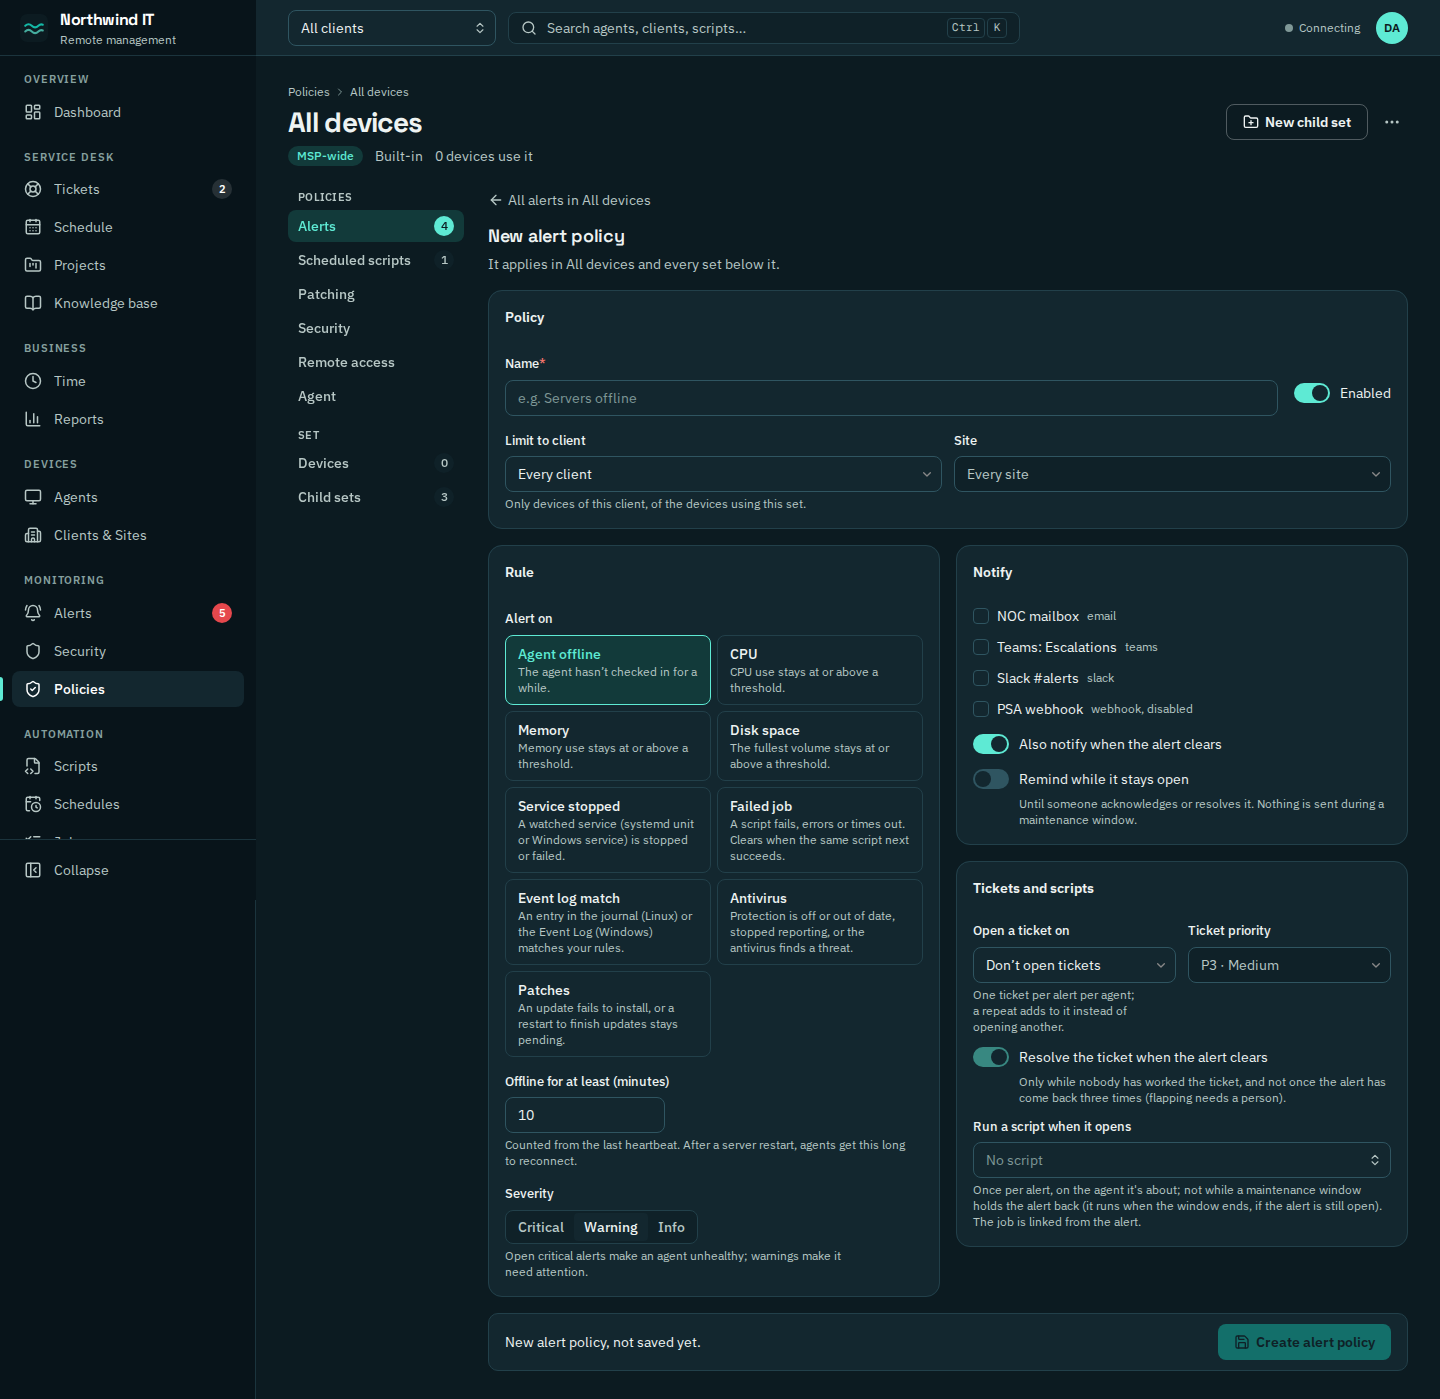 Northwind IT
Remote management
All clients
Search agents, clients, scripts...
Ctrl K
Connecting
DA
OVERVIEW
Dashboard
SERVICE DESK
Tickets 2
Schedule
Projects
Knowledge base
BUSINESS
Time
Reports
DEVICES
Agents
Clients & Sites
MONITORING
Alerts 5
Security
Policies
AUTOMATION
Scripts
Schedules
Collapse
Policies > All devices
All devices
MSP-wide Built-in 0 devices use it
New child set
POLICIES
Alerts 4
Scheduled scripts 1
Patching
Security
Remote access
Agent
SET
Devices 0
Child sets 3
All alerts in All devices
New alert policy
It applies in All devices and every set below it.
Policy
Name*
e.g. Servers offline
Enabled
Limit to client
Every client
Only devices of this client, of the devices using this set.
Site
Every site
Rule
Alert on
Agent offline
The agent hasn't checked in for a
while.
CPU
CPU use stays at or above a
threshold.
Memory
Memory use stays at or above a
threshold.
Disk space
The fullest volume stays at or
above a threshold.
Service stopped
A watched service (systemd unit
or Windows service) is stopped
or failed.
Failed job
A script fails, errors or times out.
Clears when the same script next
succeeds.
Event log match
An entry in the journal (Linux) or
the Event Log (Windows)
matches your rules.
Antivirus
Protection is off or out of date,
stopped reporting, or the
antivirus finds a threat.
Patches
An update fails to install, or a
restart to finish updates stays
pending.
Offline for at least (minutes)
10
Counted from the last heartbeat. After a server restart, agents get this long
to reconnect.
Severity
Critical Warning Info
Open critical alerts make an agent unhealthy; warnings make it
need attention.
Notify
NOC mailbox email
Teams: Escalations teams
Slack #alerts slack
PSA webhook webhook, disabled
Also notify when the alert clears
Remind while it stays open
Until someone acknowledges or resolves it. Nothing is sent during a
maintenance window.
Tickets and scripts
Open a ticket on
Don't open tickets
One ticket per alert per agent;
a repeat adds to it instead of
opening another.
Ticket priority
P3 · Medium
Resolve the ticket when the alert clears
Only while nobody has worked the ticket, and not once the alert has
come back three times (flapping needs a person).
Run a script when it opens
No script
Once per alert, on the agent it's about; not while a maintenance window
holds the alert back (it runs when the window ends, if the alert is still open).
The job is linked from the alert.
New alert policy, not saved yet.
Create alert policy